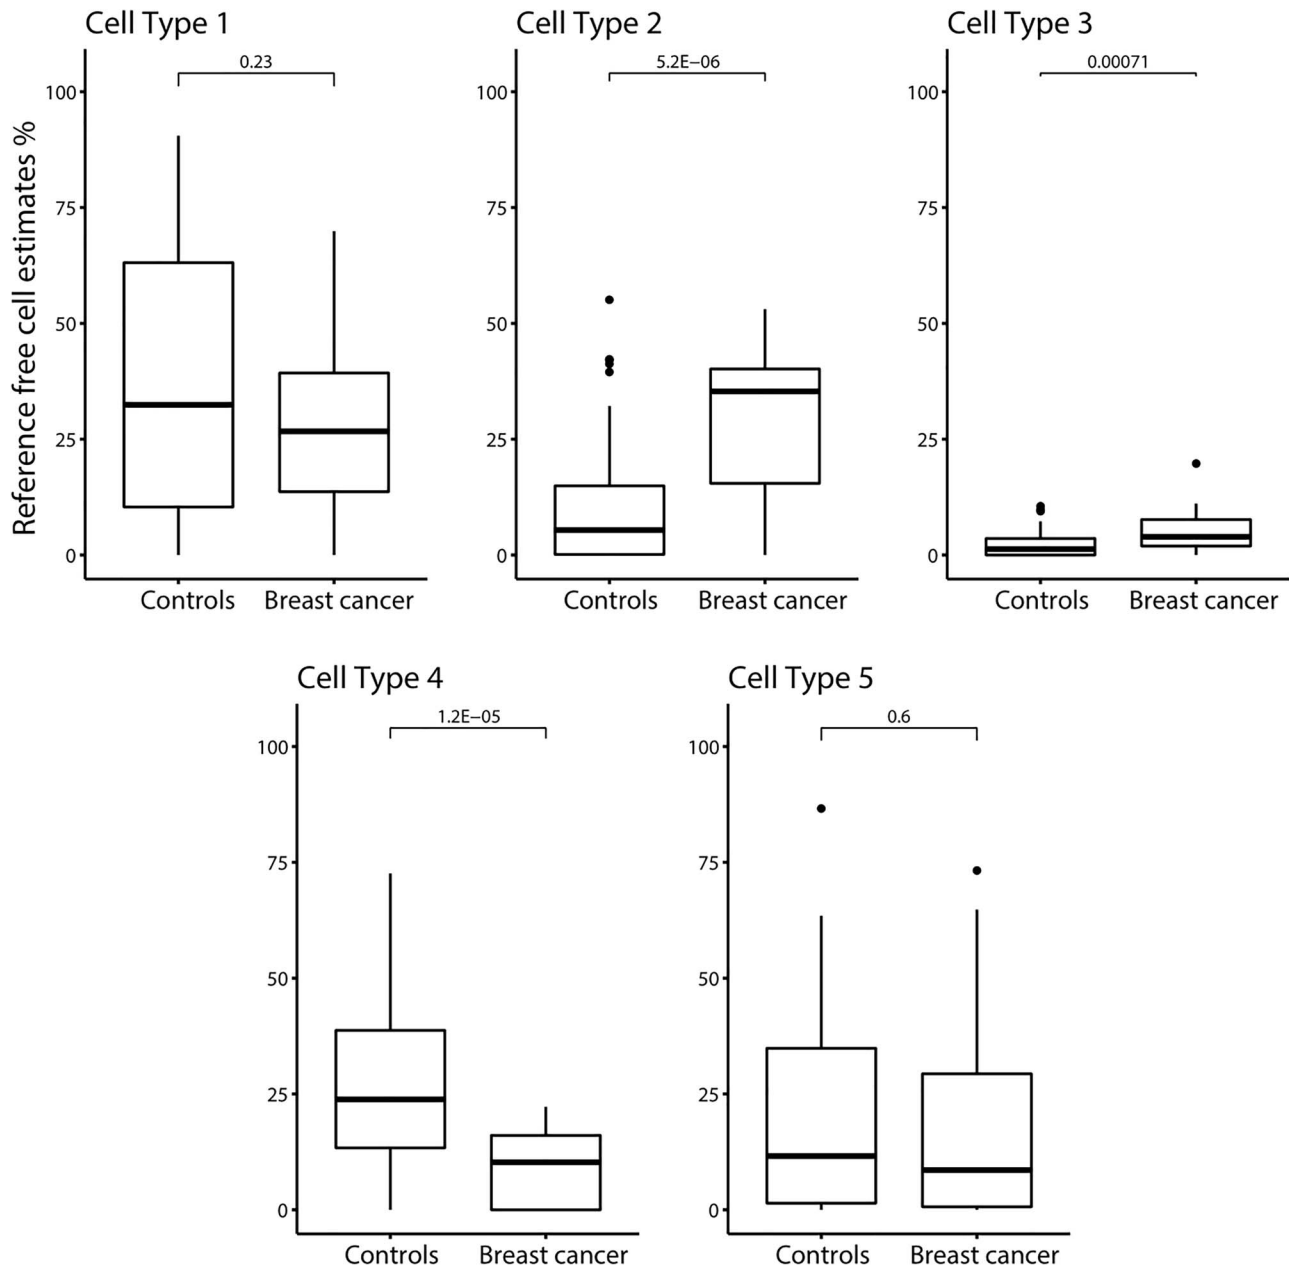 Cell Type 1
Cell Type 2
Cell Type 3
Reference free cell estimates %
0.23
100
75
50
25
0
Controls
Breast cancer
5.2E−06
100
75
50
25
0
Controls
Breast cancer
0.00071
100
75
50
25
0
Controls
Breast cancer
Cell Type 4
Cell Type 5
1.2E−05
100
75
50
25
0
Controls
Breast cancer
0.6
100
75
50
25
0
Controls
Breast cancer